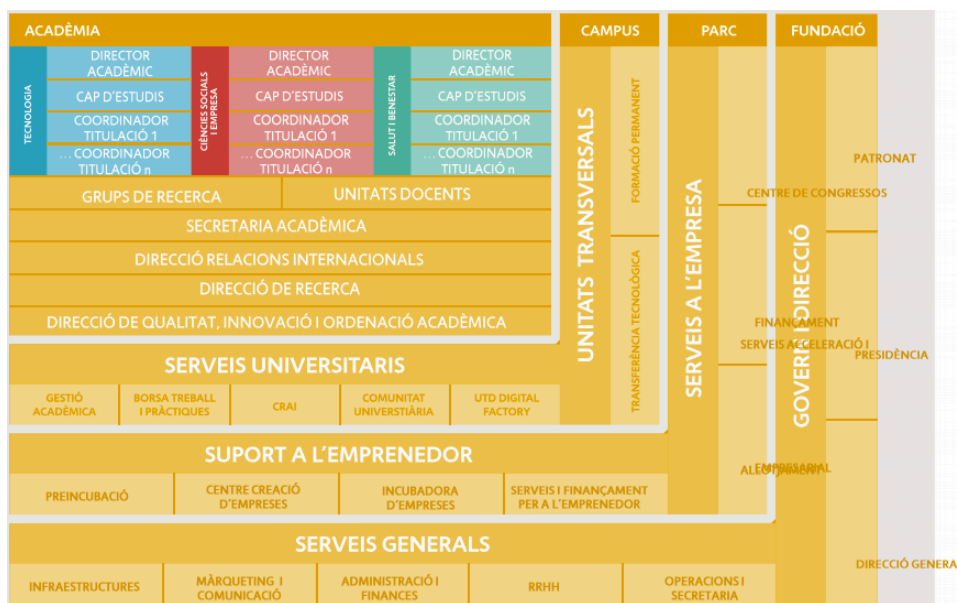 ACADÈMIA
CAMPUS
PARC
FUNDACIÓ
TECNOLOGIA
DIRECTOR
ACADÈMIC
CAP D'ESTUDIS
COORDINADOR
TITULACIÓ 1
... COORDINADOR
TITULACIÓ n
CIÈNCIES SOCIALS
I EMPRESA
DIRECTOR
ACADÈMIC
CAP D'ESTUDIS
COORDINADOR
TITULACIÓ 1
... COORDINADOR
TITULACIÓ n
SALUT I BENESTAR
DIRECTOR
ACADÈMIC
CAP D'ESTUDIS
COORDINADOR
TITULACIÓ 1
... COORDINADOR
TITULACIÓ n
GRUPS DE RECERCA
UNITATS DOCENTS
SECRETARIA ACADÈMICA
DIRECCIÓ RELACIONS INTERNACIONALS
DIRECCIÓ DE RECERCA
DIRECCIÓ DE QUALITAT, INNOVACIÓ I ORDENACIÓ ACADÈMICA
UNITATS TRANSVERSALS
FORMACIÓ PERMANENT
TRANSFERÈNCIA TECNOLÒGICA
SERVEIS A L'EMPRESA
CENTRE DE CONGRESSOS
FINANÇAMENT
SERVEIS ACCELERACIÓ I
EMPRESARIAL
ALLOTJAMENT
GOVERN I DIRECCIÓ
PATRONAT
PRESIDÈNCIA
DIRECCIÓ GENERA
SERVEIS UNIVERSITARIS
GESTIÓ
ACADÈMICA
BORSA TREBALL
I PRÀCTIQUES
CRAI
COMUNITAT
UNIVERSTIÀRIA
UTD DIGITAL
FACTORY
SUPORT A L'EMPRENEDOR
PREINCUBACIÓ
CENTRE CREACIÓ
D'EMPRESES
INCUBADORA
D'EMPRESES
SERVEIS I FINANÇAMENT
PER A L'EMPRENEDOR
SERVEIS GENERALS
INFRAESTRUCTURES
MÀRQUETING I
COMUNICACIÓ
ADMINISTRACIÓ I
FINANCES
RRHH
OPERACIONS I
SECRETARIA